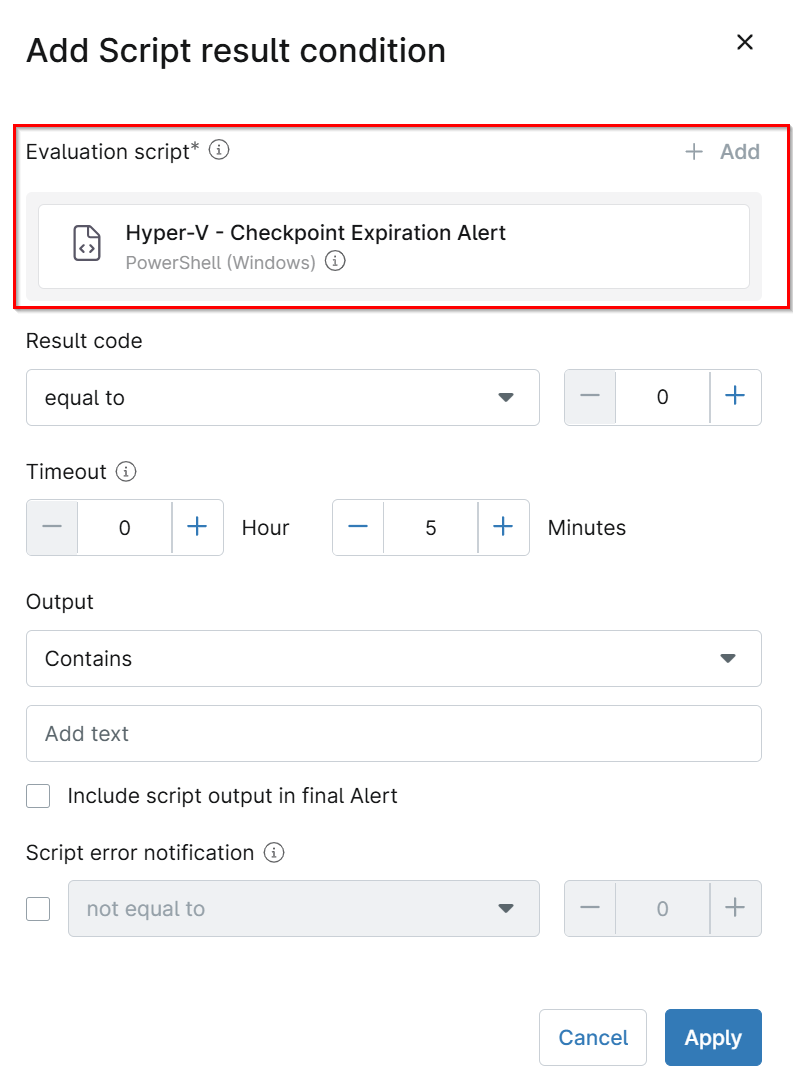 Add Script result condition
Evaluation script*
Add
Hyper-V - Checkpoint Expiration Alert
PowerShell (Windows)
Result code
equal to
0
Timeout
0
Hour
5
Minutes
Output
Contains
Add text
Include script output in final Alert
Script error notification
not equal to
0
Cancel
Apply